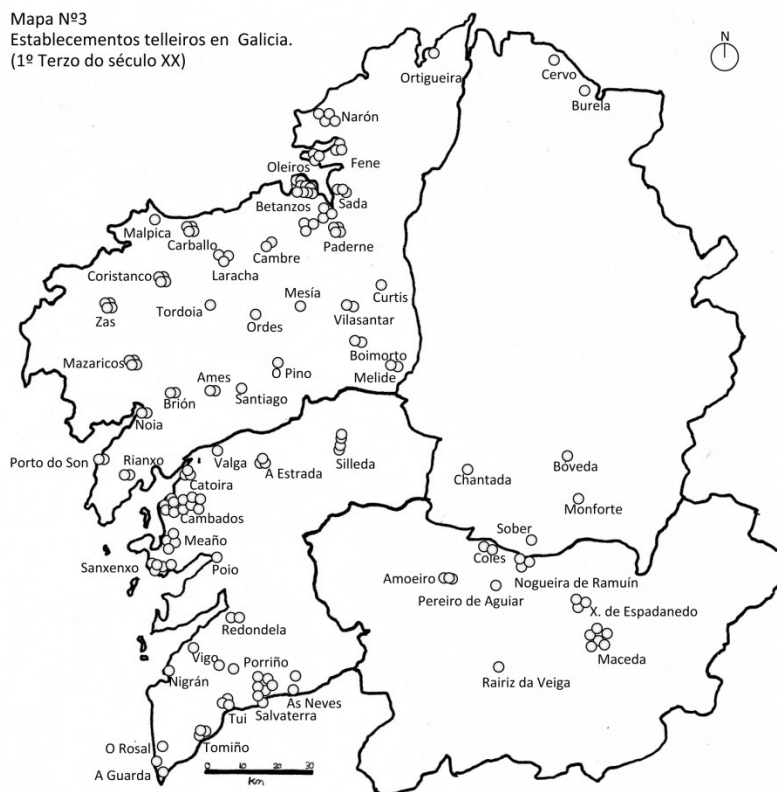 Mapa Nº3
Establecementos telleiros en Galicia.
(1º Terzo do século XX)
N
Ortigueira
Cervo
Burela
Narón
Fene
Oleiros
Sada
Betanzos
Malpica
Carballo
Paderne
Cambre
Laracha
Coristanco
Curtis
Mesía
Zas
Tordoia
Vilasantar
Ordes
Boimorto
Mazaricos
O Pino
Melide
Ames
Brión
Santiago
Noia
Porto do Son
Rianxo
Valga
A Estrada
Silleda
Chantada
Bóveda
Catoira
Monforte
Cambados
Sober
Meaño
Coles
Sanxenxo
Poio
Amoeiro
Nogueira de Ramuín
Pereiro de Aguiar
X. de Espadanedo
Redondela
Maceda
Vigo
Porriño
Rairiz da Veiga
Nigrán
As Neves
Tui
Salvaterra
O Rosal
Tomiño
A Guarda
0 10 20 30
Km